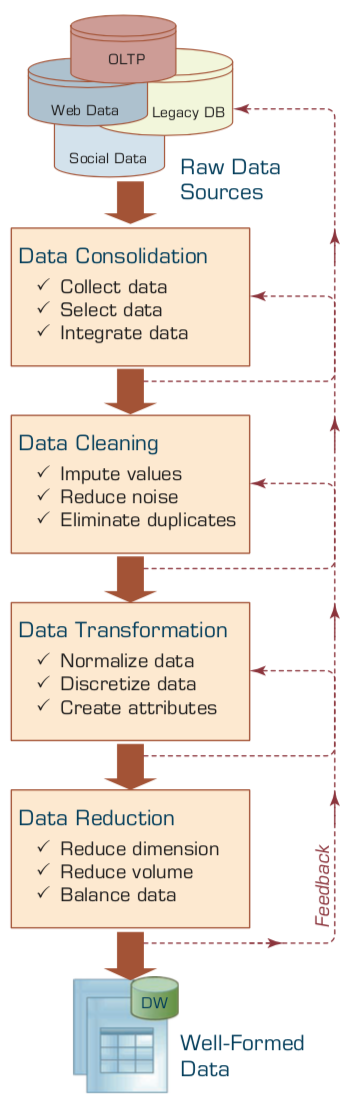 OLTP
Web Data
Legacy DB
Social Data
Raw Data
Sources
Data Consolidation
✓ Collect data
✓ Select data
✓ Integrate data
Data Cleaning
✓ Impute values
✓ Reduce noise
✓ Eliminate duplicates
Data Transformation
✓ Normalize data
✓ Discretize data
✓ Create attributes
Data Reduction
✓ Reduce dimension
✓ Reduce volume
✓ Balance data
Feedback
DW
Well-Formed
Data